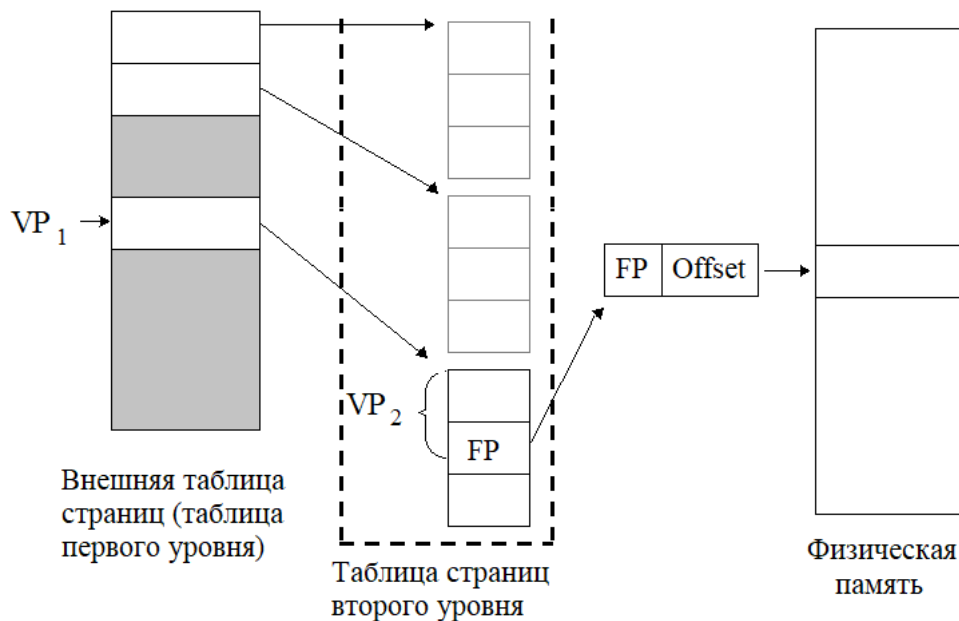 VP 1
FP Offset
VP 2
FP
Внешняя таблица
страниц (таблица
первого уровня)
Таблица страниц
второго уровня
Физическая
память